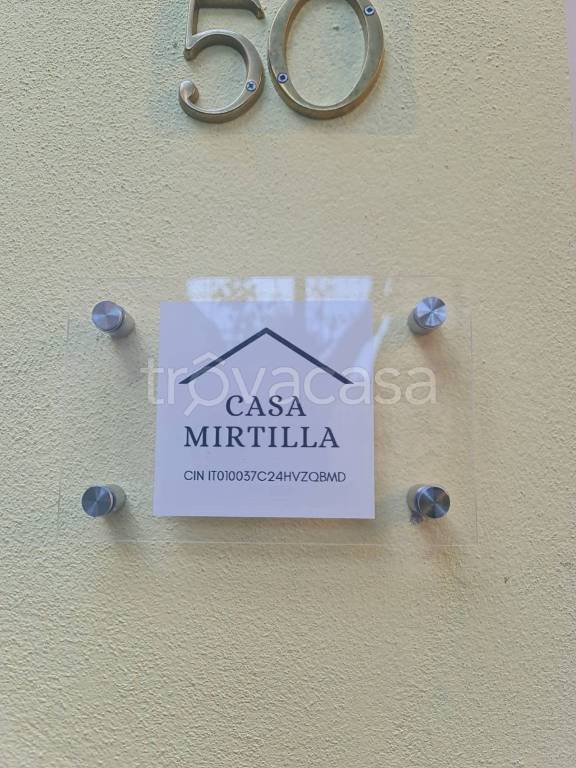 50
trovacasa
CASA
MIRTILLA
CIN IT010037C24HVZQBMD